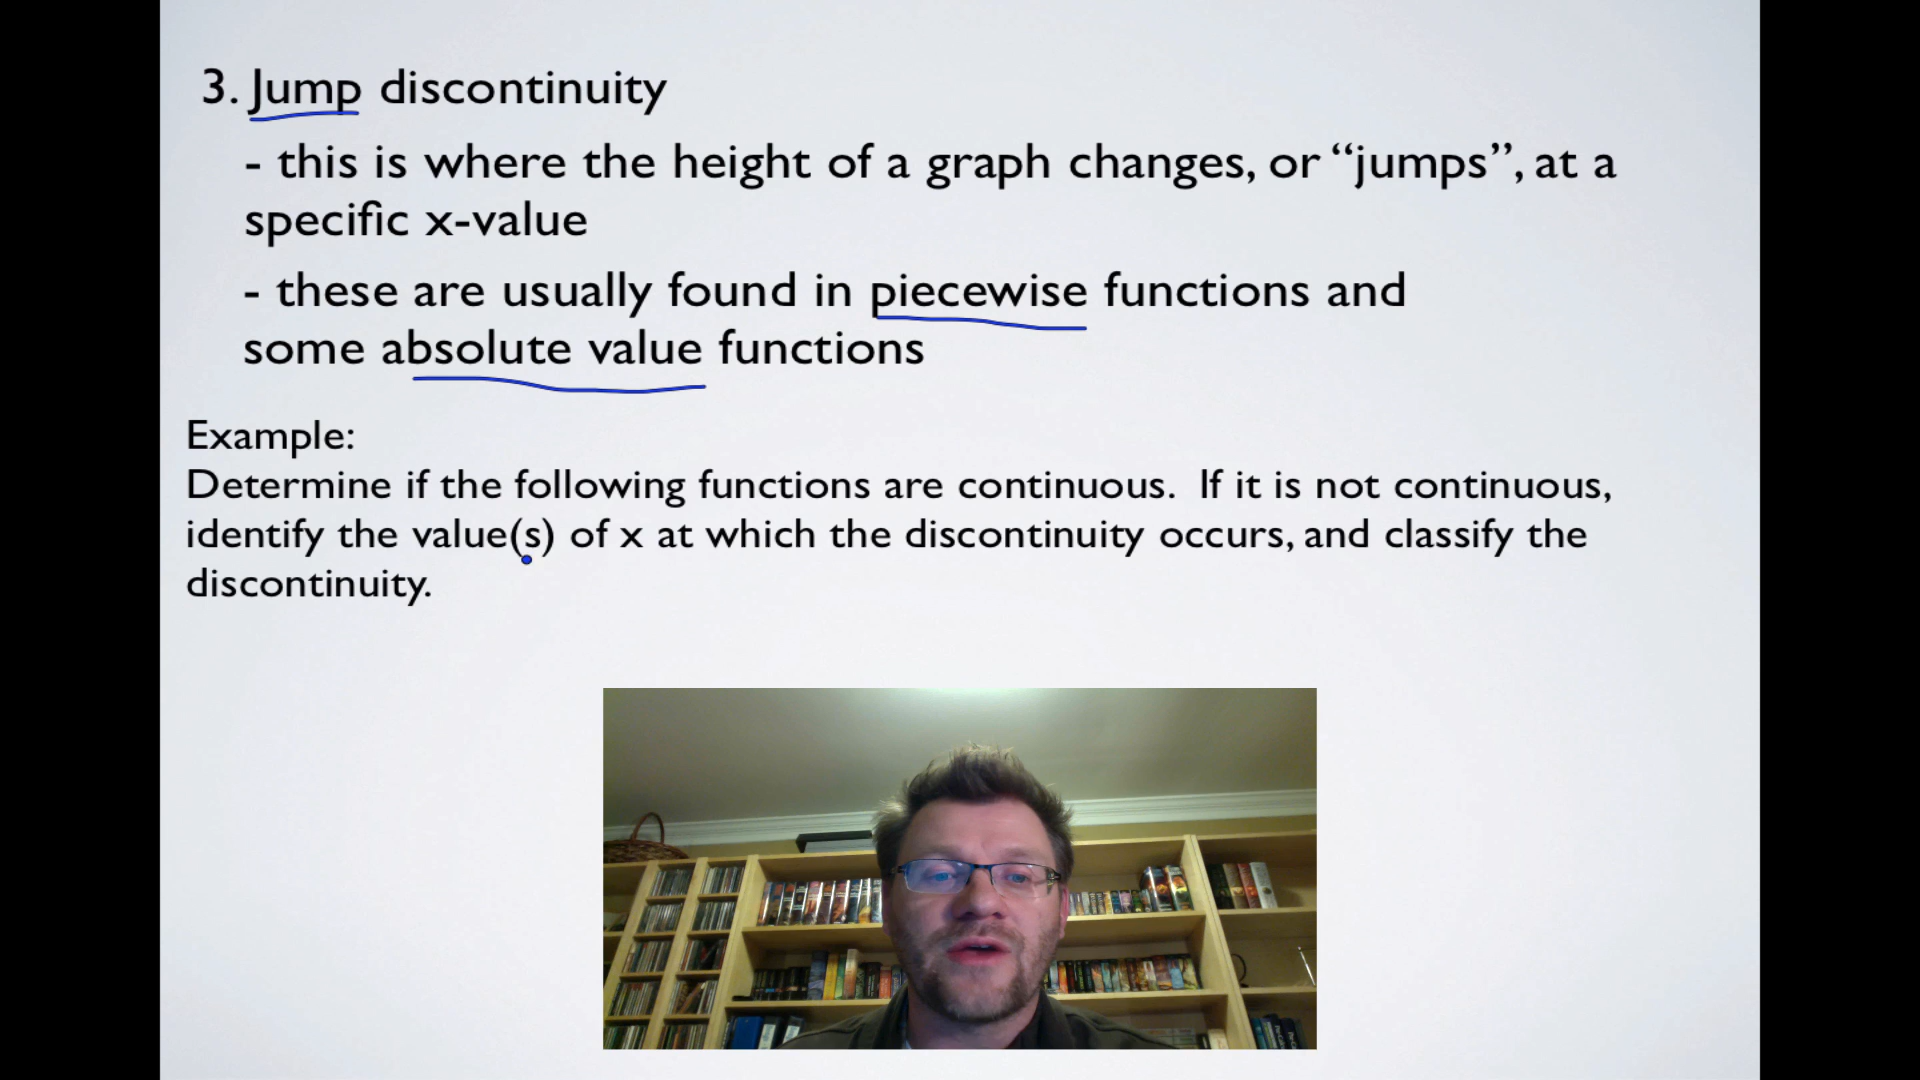 3. Jump discontinuity
- this is where the height of a graph changes, or “jumps”, at a
specific x-value
- these are usually found in piecewise functions and
some absolute value functions
Example:
Determine if the following functions are continuous.  If it is not continuous,
identify the value(s) of x at which the discontinuity occurs, and classify the
discontinuity.